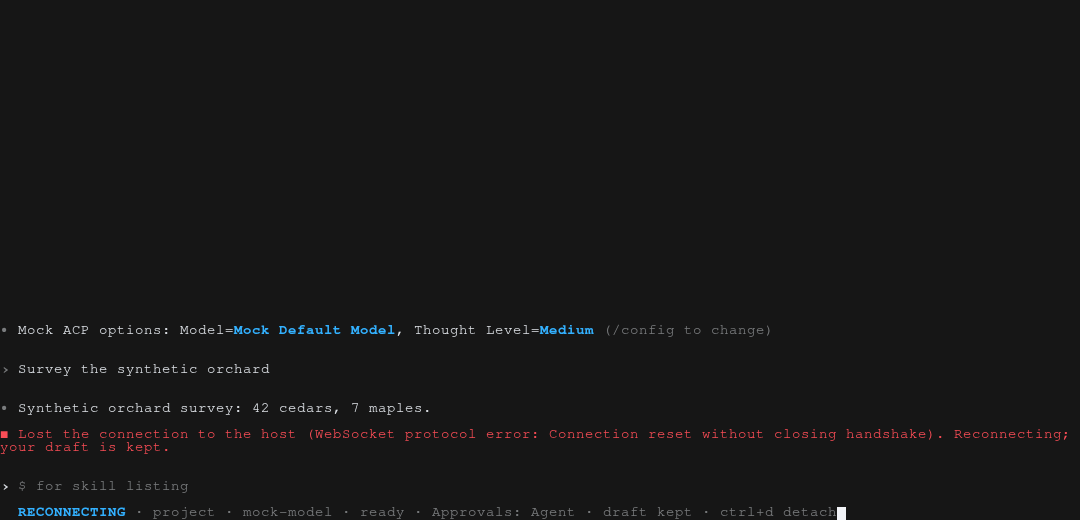 • Mock ACP options: Model=Mock Default Model, Thought Level=Medium (/config to change)
› Survey the synthetic orchard
• Synthetic orchard survey: 42 cedars, 7 maples.
■ Lost the connection to the host (WebSocket protocol error: Connection reset without closing handshake). Reconnecting;
your draft is kept.
› $ for skill listing
RECONNECTING · project · mock-model · ready · Approvals: Agent · draft kept · ctrl+d detach